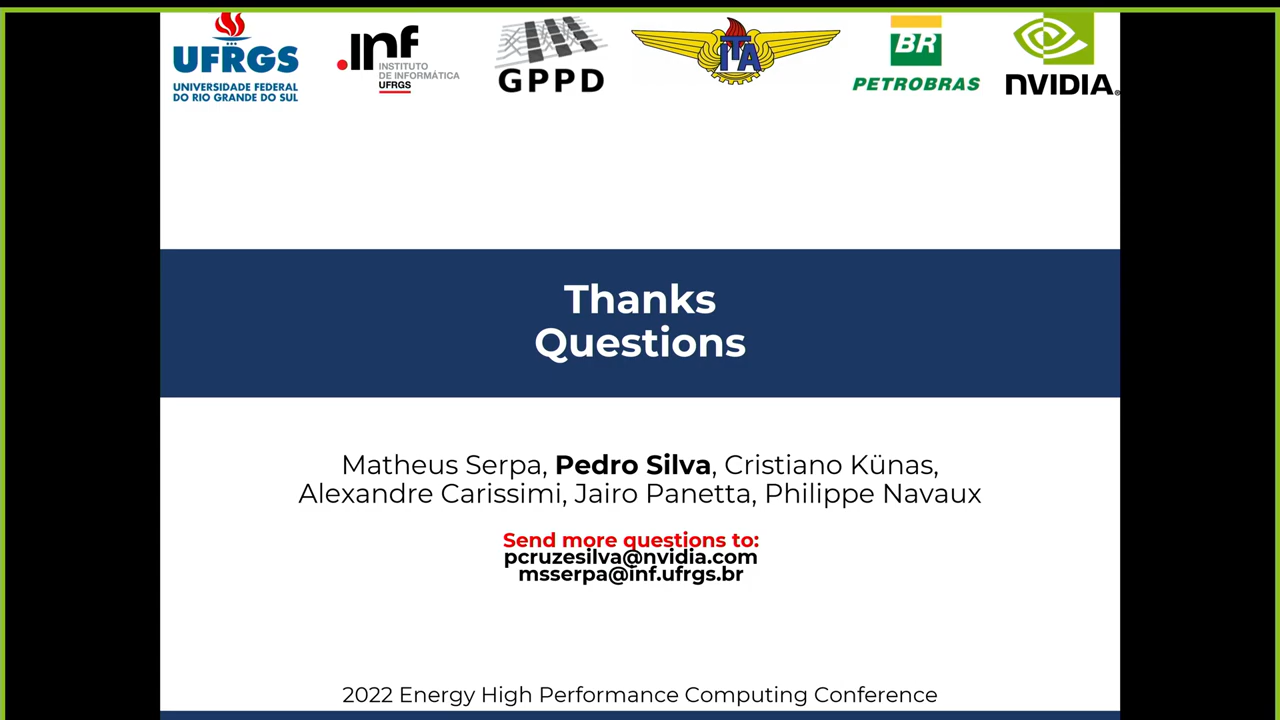 UFRGS
UNIVERSIDADE FEDERAL
DO RIO GRANDE DO SUL
.INF
INSTITUTO
DE INFORMÁTICA
UFRGS
GPPD
ITA
BR
PETROBRAS
NVIDIA®
Thanks
Questions
Matheus Serpa, Pedro Silva, Cristiano Künas,
Alexandre Carissimi, Jairo Panetta, Philippe Navaux
Send more questions to:
pcruzesilva@nvidia.com
msserpa@inf.ufrgs.br
2022 Energy High Performance Computing Conference